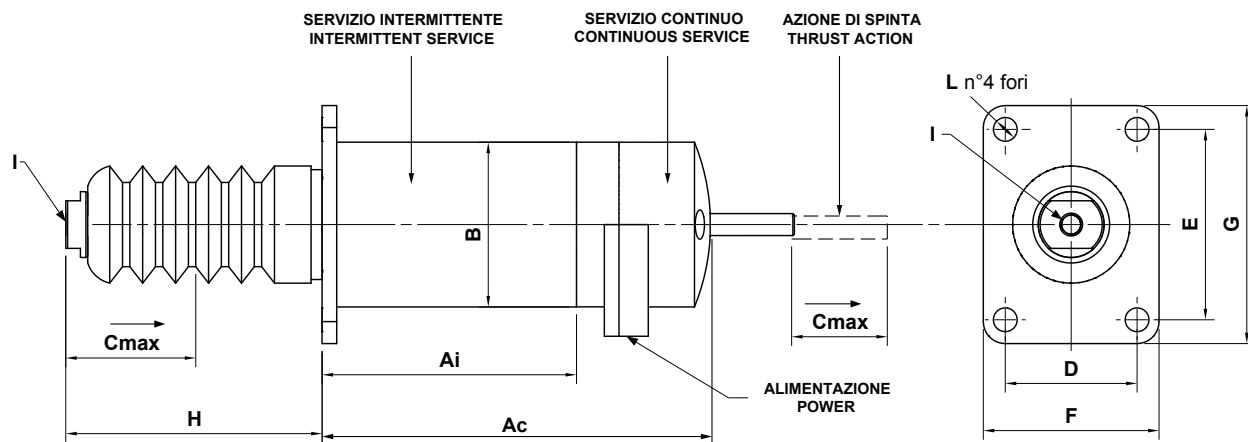 SERVIZIO INTERMITTENTE
INTERMITTENT SERVICE
SERVIZIO CONTINUO
CONTINUOUS SERVICE
AZIONE DI SPINTA
THRUST ACTION
L n°4 fori
I
I
B
E
G
Cmax
Cmax
Ai
D
ALIMENTAZIONE
POWER
H
Ac
F